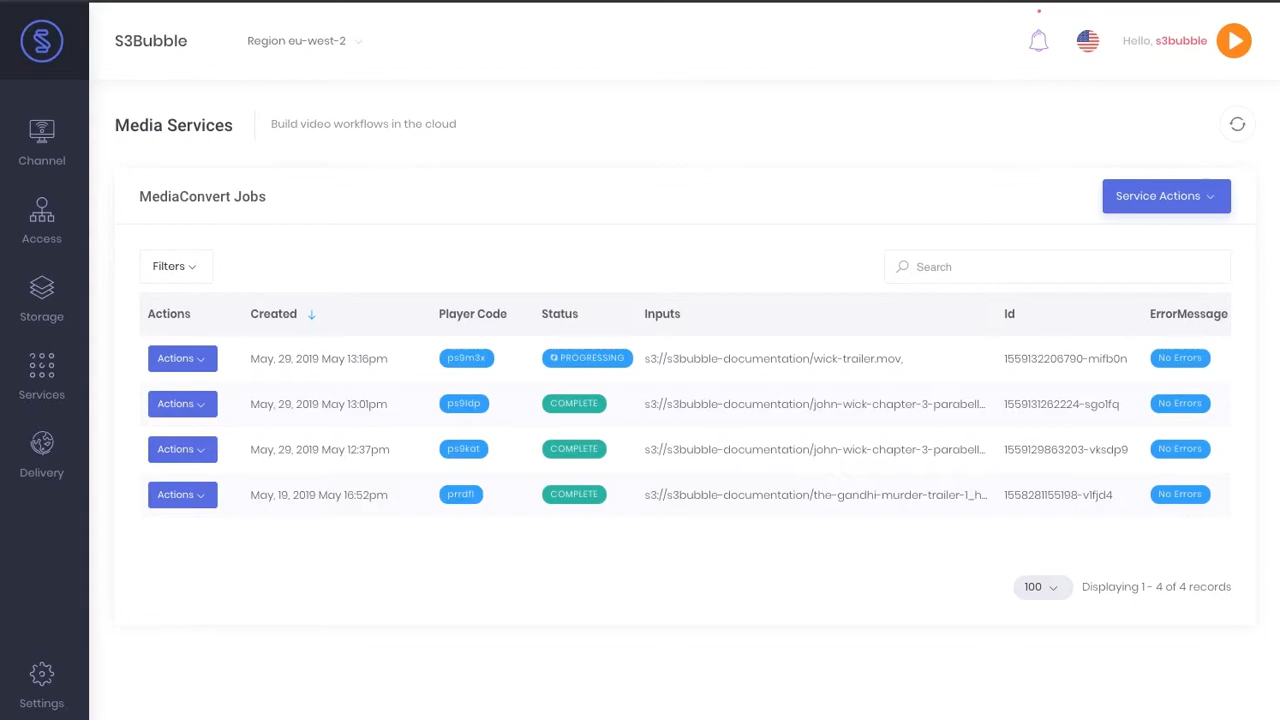 S3Bubble
Region eu-west-2
Hello, s3bubble
Channel
Access
Storage
Services
Delivery
Settings
Media Services
Build video workflows in the cloud
MediaConvert Jobs
Service Actions
Filters
Search
Actions Created Player Code Status Inputs Id ErrorMessage
Actions May, 29, 2019 May 13:16pm ps9m3x PROGRESSING s3://s3bubble-documentation/wick-trailer.mov, 1559132206790-mifb0n No Errors
Actions May, 29, 2019 May 13:01pm ps9ldp COMPLETE s3://s3bubble-documentation/john-wick-chapter-3-parabell... 1559131262224-sgo1fq No Errors
Actions May, 29, 2019 May 12:37pm ps9kat COMPLETE s3://s3bubble-documentation/john-wick-chapter-3-parabell... 1559129863203-vksdp9 No Errors
Actions May, 19, 2019 May 16:52pm prrdf1 COMPLETE s3://s3bubble-documentation/the-gandhi-murder-trailer-1_h... 1558281155198-v1fjd4 No Errors
100 Displaying 1 - 4 of 4 records